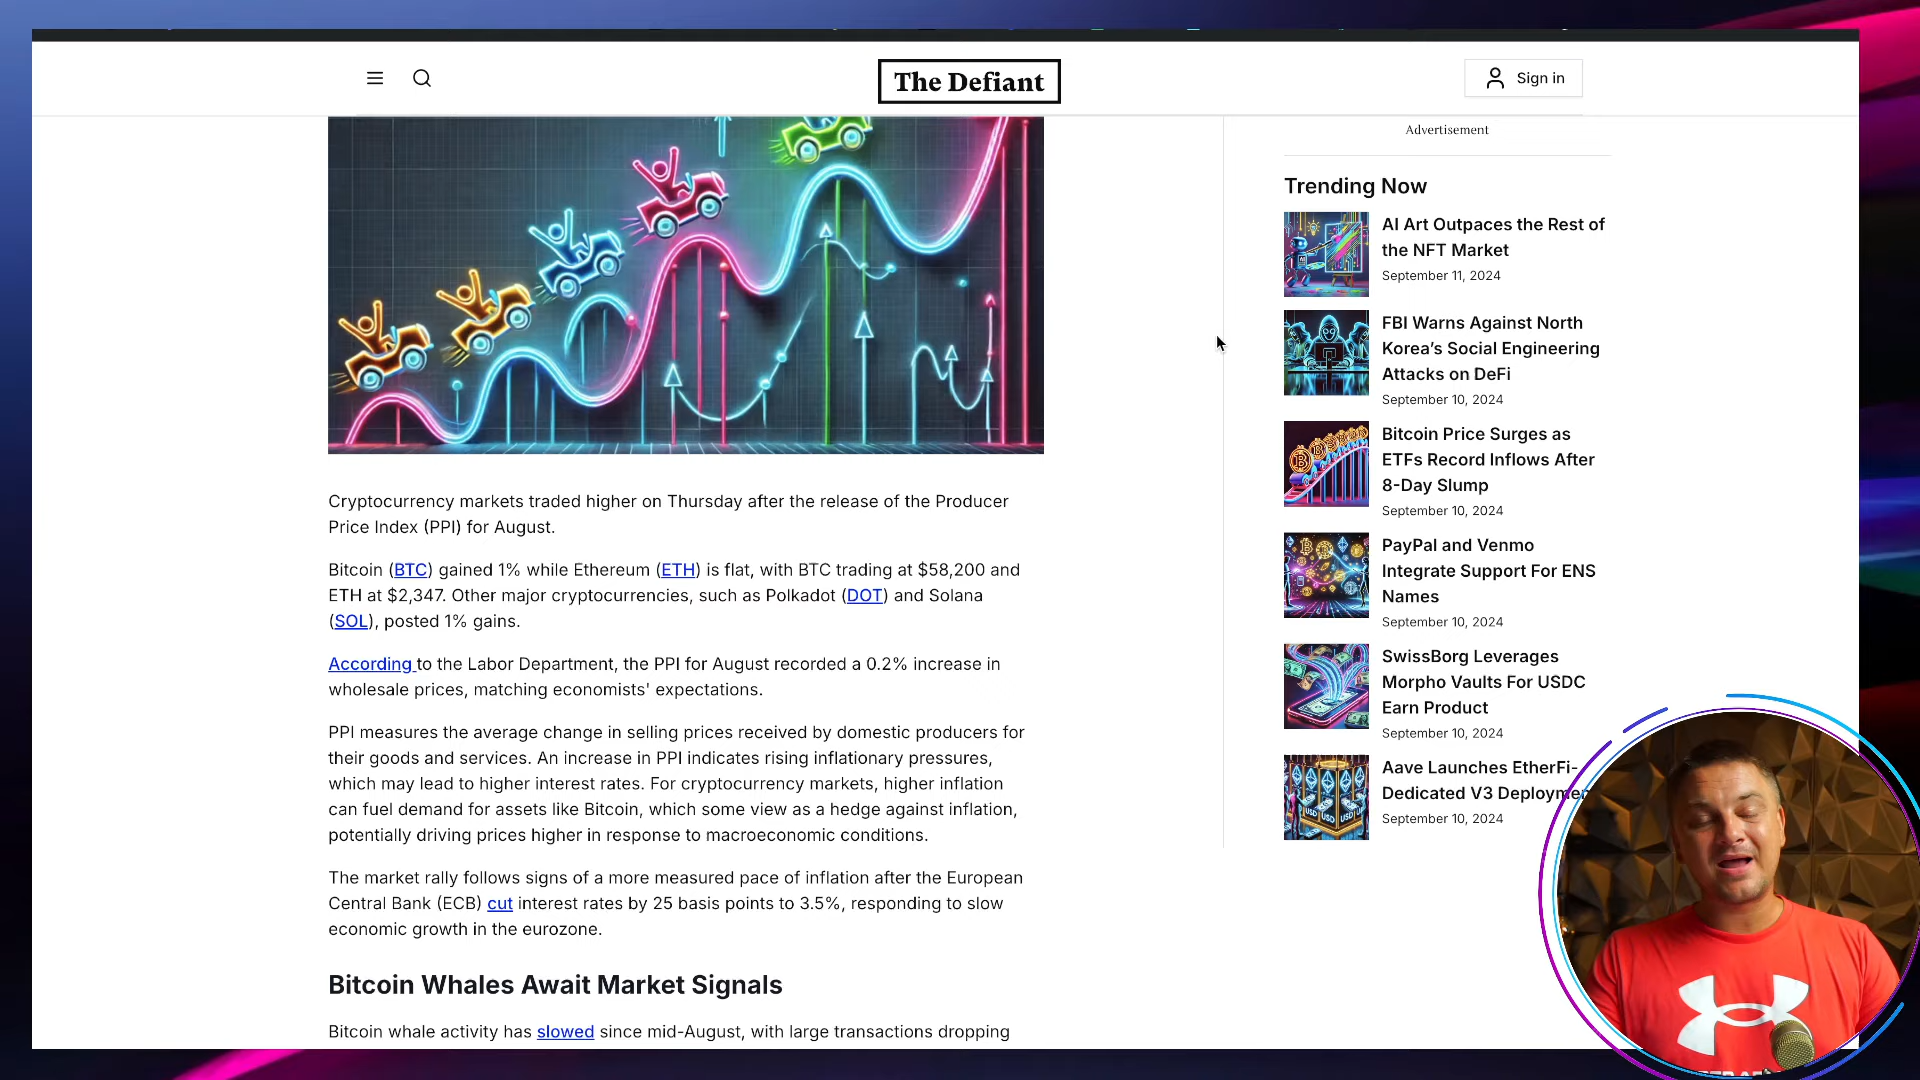 The Defiant
Sign in
Cryptocurrency markets traded higher on Thursday after the release of the Producer
Price Index (PPI) for August.
Bitcoin (BTC) gained 1% while Ethereum (ETH) is flat, with BTC trading at $58,200 and
ETH at $2,347. Other major cryptocurrencies, such as Polkadot (DOT) and Solana
(SOL), posted 1% gains.
According to the Labor Department, the PPI for August recorded a 0.2% increase in
wholesale prices, matching economists' expectations.
PPI measures the average change in selling prices received by domestic producers for
their goods and services. An increase in PPI indicates rising inflationary pressures,
which may lead to higher interest rates. For cryptocurrency markets, higher inflation
can fuel demand for assets like Bitcoin, which some view as a hedge against inflation,
potentially driving prices higher in response to macroeconomic conditions.
The market rally follows signs of a more measured pace of inflation after the European
Central Bank (ECB) cut interest rates by 25 basis points to 3.5%, responding to slow
economic growth in the eurozone.
Bitcoin Whales Await Market Signals
Bitcoin whale activity has slowed since mid-August, with large transactions dropping
Advertisement
Trending Now
AI Art Outpaces the Rest of
the NFT Market
September 11, 2024
FBI Warns Against North
Korea’s Social Engineering
Attacks on DeFi
September 10, 2024
Bitcoin Price Surges as
ETFs Record Inflows After
8-Day Slump
September 10, 2024
PayPal and Venmo
Integrate Support For ENS
Names
September 10, 2024
SwissBorg Leverages
Morpho Vaults For USDC
Earn Product
September 10, 2024
Aave Launches EtherFi-
Dedicated V3
September 10, 2024